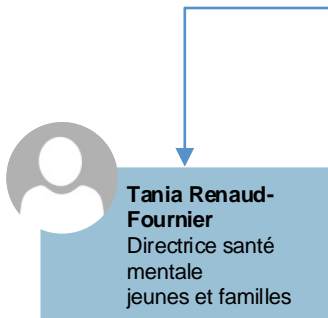 Tania Renaud-
Fournier
Directrice santé
mentale
jeunes et familles